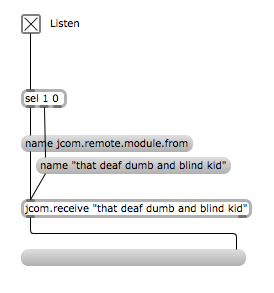 Listen
sel 1 0
name jcom.remote.module.from
name "that deaf dumb and blind kid"
jcom.receive "that deaf dumb and blind kid"